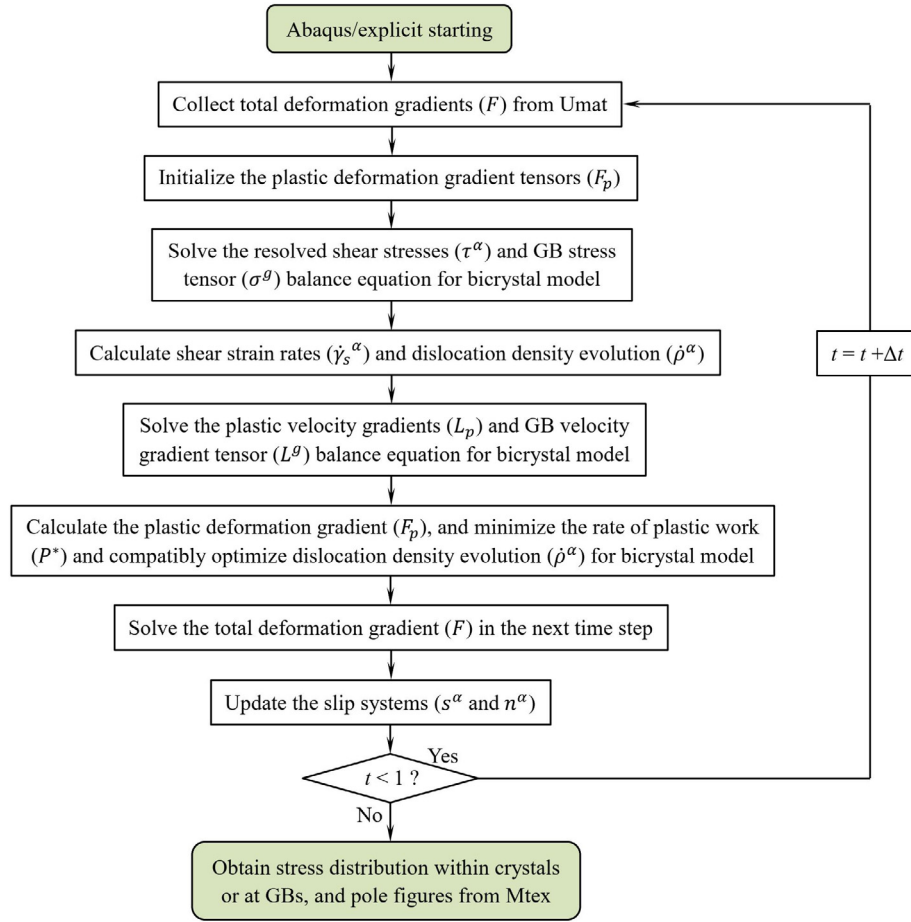 Abaqus/explicit starting
Collect total deformation gradients (F) from Umat
Initialize the plastic deformation gradient tensors (Fₚ)
Solve the resolved shear stresses (τ^α) and GB stress
tensor (σ^g) balance equation for bicrystal model
Calculate shear strain rates (γ̇ₛ^α) and dislocation density evolution (ρ̇^α)
t = t +Δt
Solve the plastic velocity gradients (Lₚ) and GB velocity
gradient tensor (L^g) balance equation for bicrystal model
Calculate the plastic deformation gradient (Fₚ), and minimize the rate of plastic work
(P*) and compatibly optimize dislocation density evolution (ρ̇^α) for bicrystal model
Solve the total deformation gradient (F) in the next time step
Update the slip systems (s^α and n^α)
Yes
t < 1 ?
No
Obtain stress distribution within crystals
or at GBs, and pole figures from Mtex